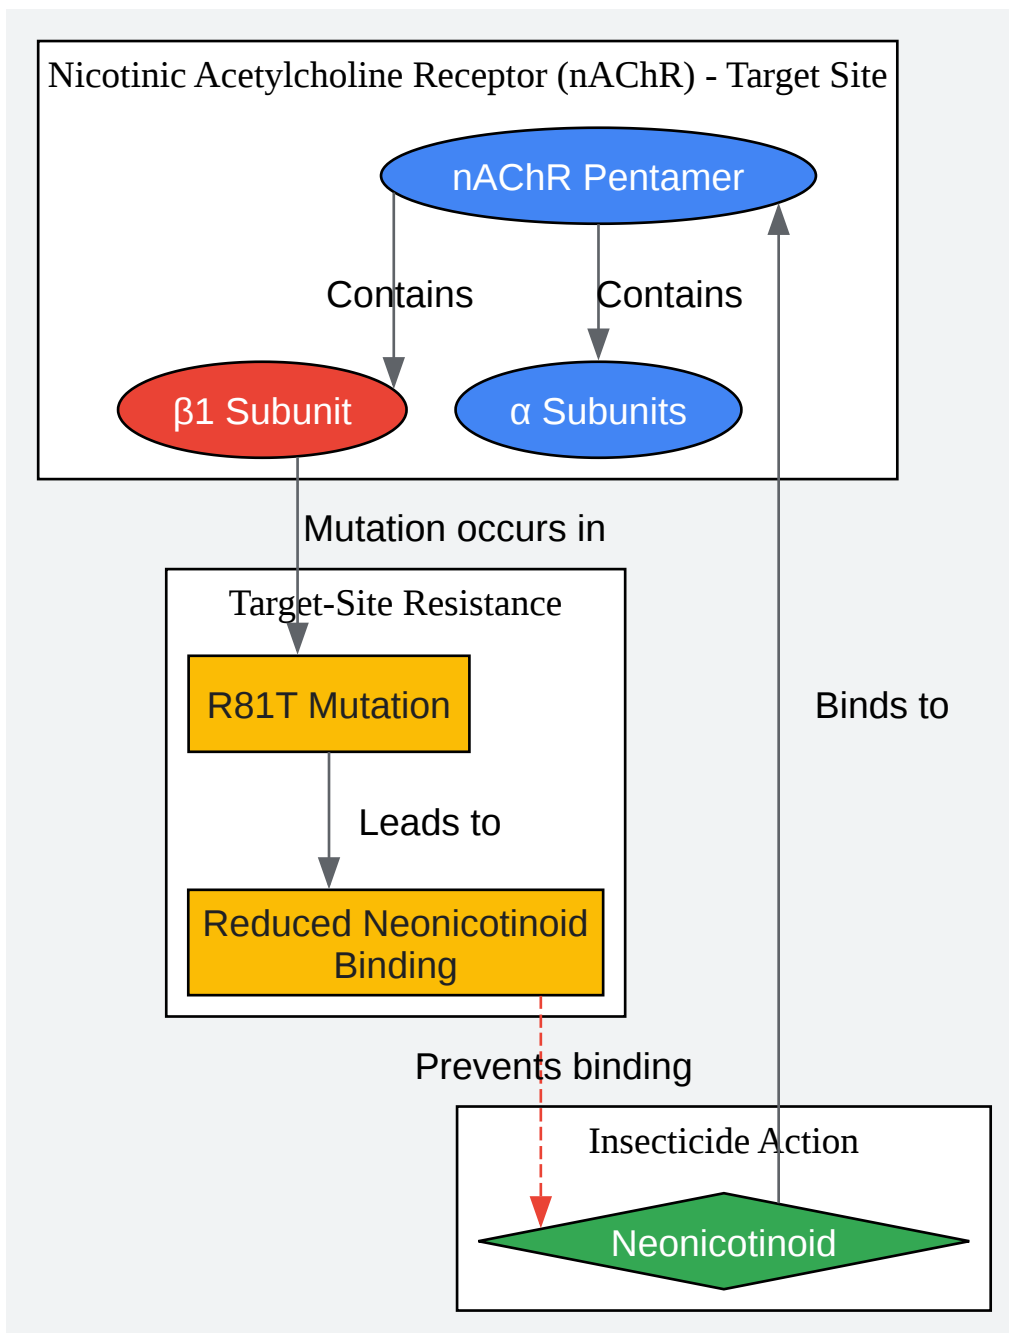 Nicotinic Acetylcholine Receptor (nAChR) - Target Site
nAChR Pentamer
Contains
Contains
β1 Subunit
α Subunits
Mutation occurs in
Target-Site Resistance
R81T Mutation
Binds to
Leads to
Reduced Neonicotinoid
Binding
Prevents binding
Insecticide Action
Neonicotinoid